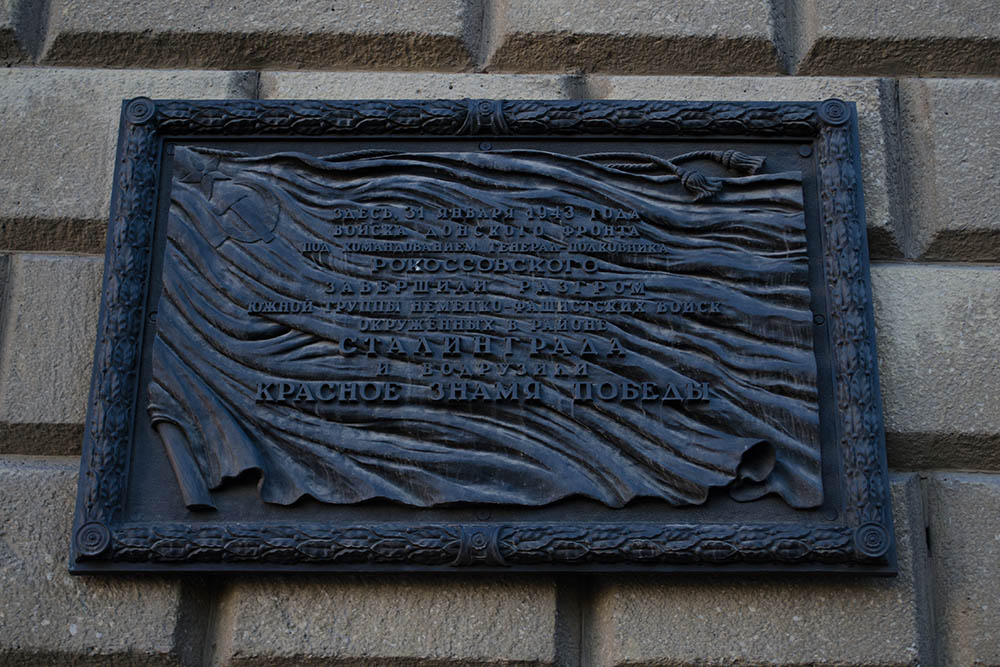 ЗДЕСЬ, 31 ЯНВАРЯ 1943 ГОДА
ВОЙСКА ДОНСКОГО ФРОНТА
ПОД КОМАНДОВАНИЕМ ГЕНЕРАЛ-ПОЛКОВНИКА
РОКОССОВСКОГО
ЗАВЕРШИЛИ РАЗГРОМ
ЮЖНОЙ ГРУППЫ НЕМЕЦКО-ФАШИСТСКИХ ВОЙСК
ОКРУЖЕННЫХ В РАЙОНЕ
СТАЛИНГРАДА
И ВОДРУЗИЛИ
КРАСНОЕ ЗНАМЯ ПОБЕДЫ